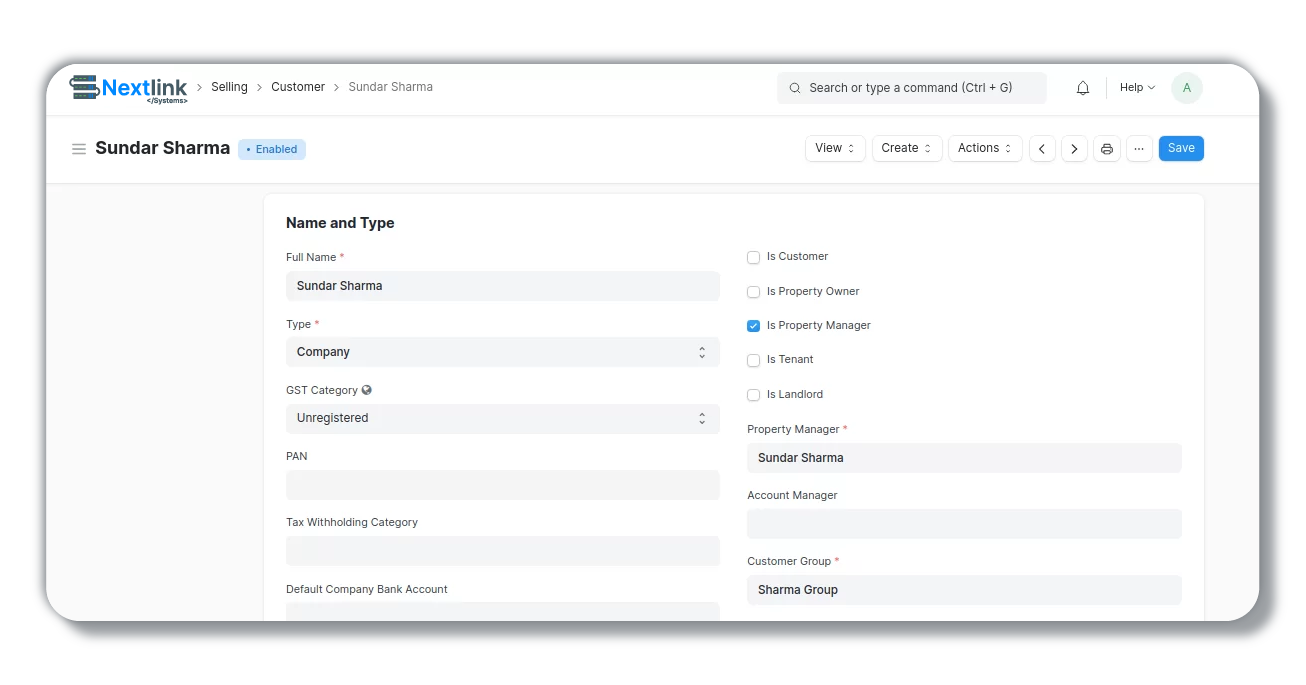 Nextlink
</Systems>
Selling
Customer
Sundar Sharma
Search or type a command (Ctrl + G)
Help
A
Sundar Sharma
Enabled
View
Create
Actions
...
Save
Name and Type
Full Name *
Sundar Sharma
Type *
Company
GST Category
Unregistered
PAN
Tax Withholding Category
Default Company Bank Account
Is Customer
Is Property Owner
Is Property Manager
Is Tenant
Is Landlord
Property Manager *
Sundar Sharma
Account Manager
Customer Group *
Sharma Group